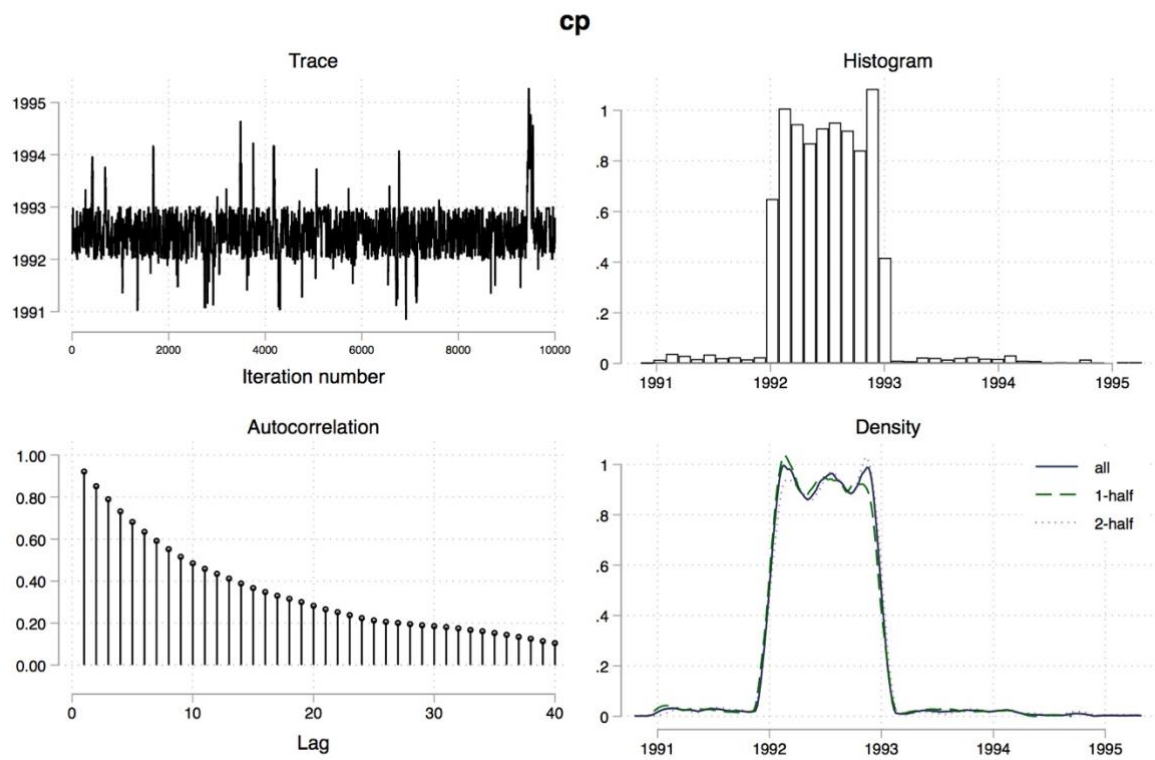 cp
Trace
1995
1994
1993
1992
1991
0 2000 4000 6000 8000 10000
Iteration number
Histogram
1
.8
.6
.4
.2
0
1991 1992 1993 1994 1995
Autocorrelation
1.00
0.80
0.60
0.40
0.20
0.00
0 10 20 30 40
Lag
Density
all
1-half
2-half
1
.8
.6
.4
.2
0
1991 1992 1993 1994 1995